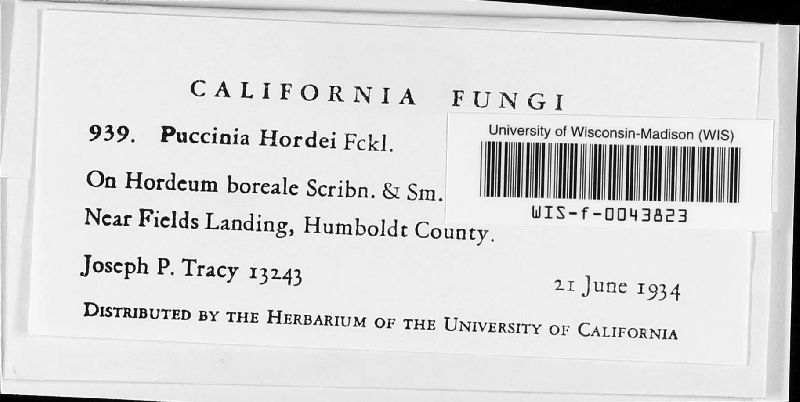 CALIFORNIA FUNGI
939. Puccinia Hordei Fckl.
University of Wisconsin-Madison (WIS)
WIS-f-0043823
On Hordeum boreale Scribn. & Sm.
Near Fields Landing, Humboldt County.
Joseph P. Tracy 13243
21 June 1934
DISTRIBUTED BY THE HERBARIUM OF THE UNIVERSITY OF CALIFORNIA